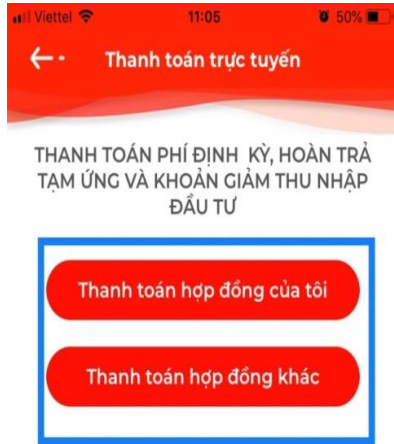 Viettel 11:05 50%
Thanh toán trực tuyến
THANH TOÁN PHÍ ĐỊNH KỲ, HOÀN TRẢ
TẠM ỨNG VÀ KHOẢN GIẢM THU NHẬP
ĐẦU TƯ
Thanh toán hợp đồng của tôi
Thanh toán hợp đồng khác